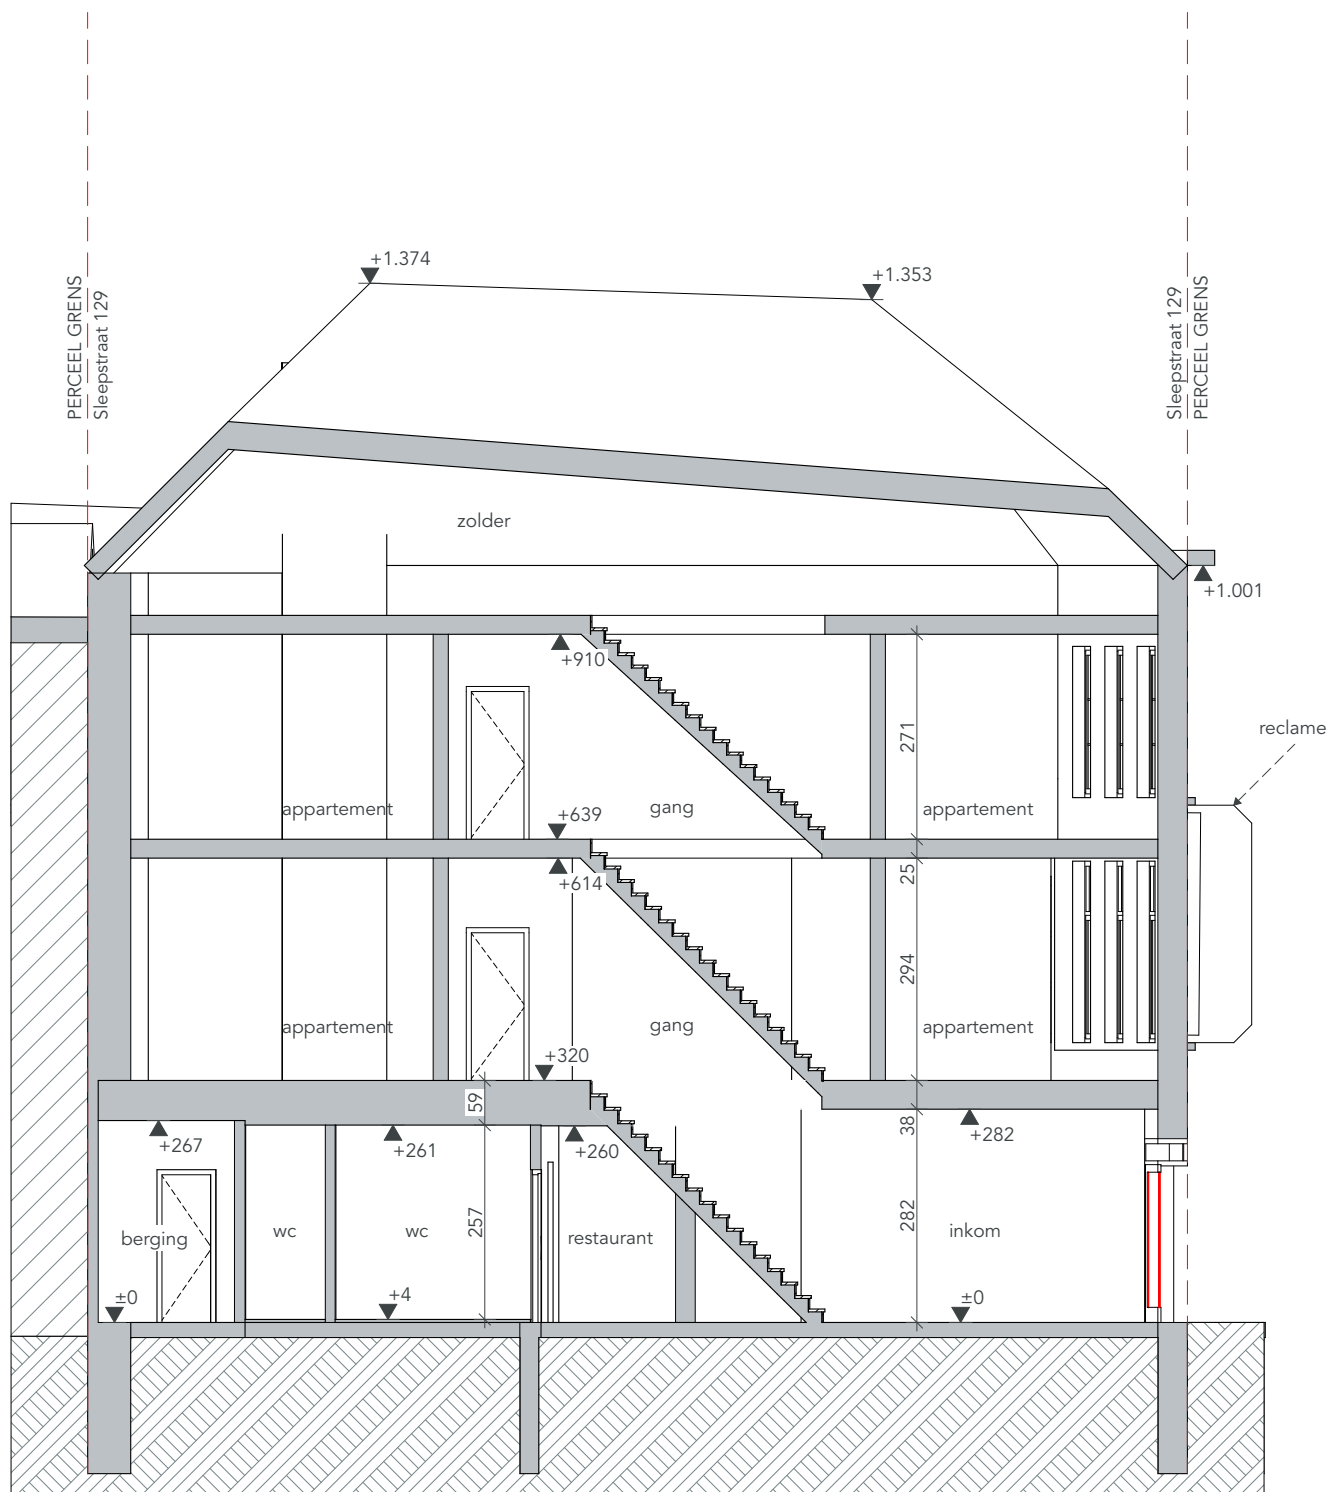 +1.374
+1.353
PERCEEL GRENS
Sleepstraat 129
Sleepstraat 129
PERCEEL GRENS
zolder
+1.001
+910
271
reclame
appartement
+639
gang
appartement
25
+614
294
appartement
gang
appartement
+320
59
38
+267
+261
+260
+282
257
282
berging
wc
wc
restaurant
inkom
±0
+4
±0